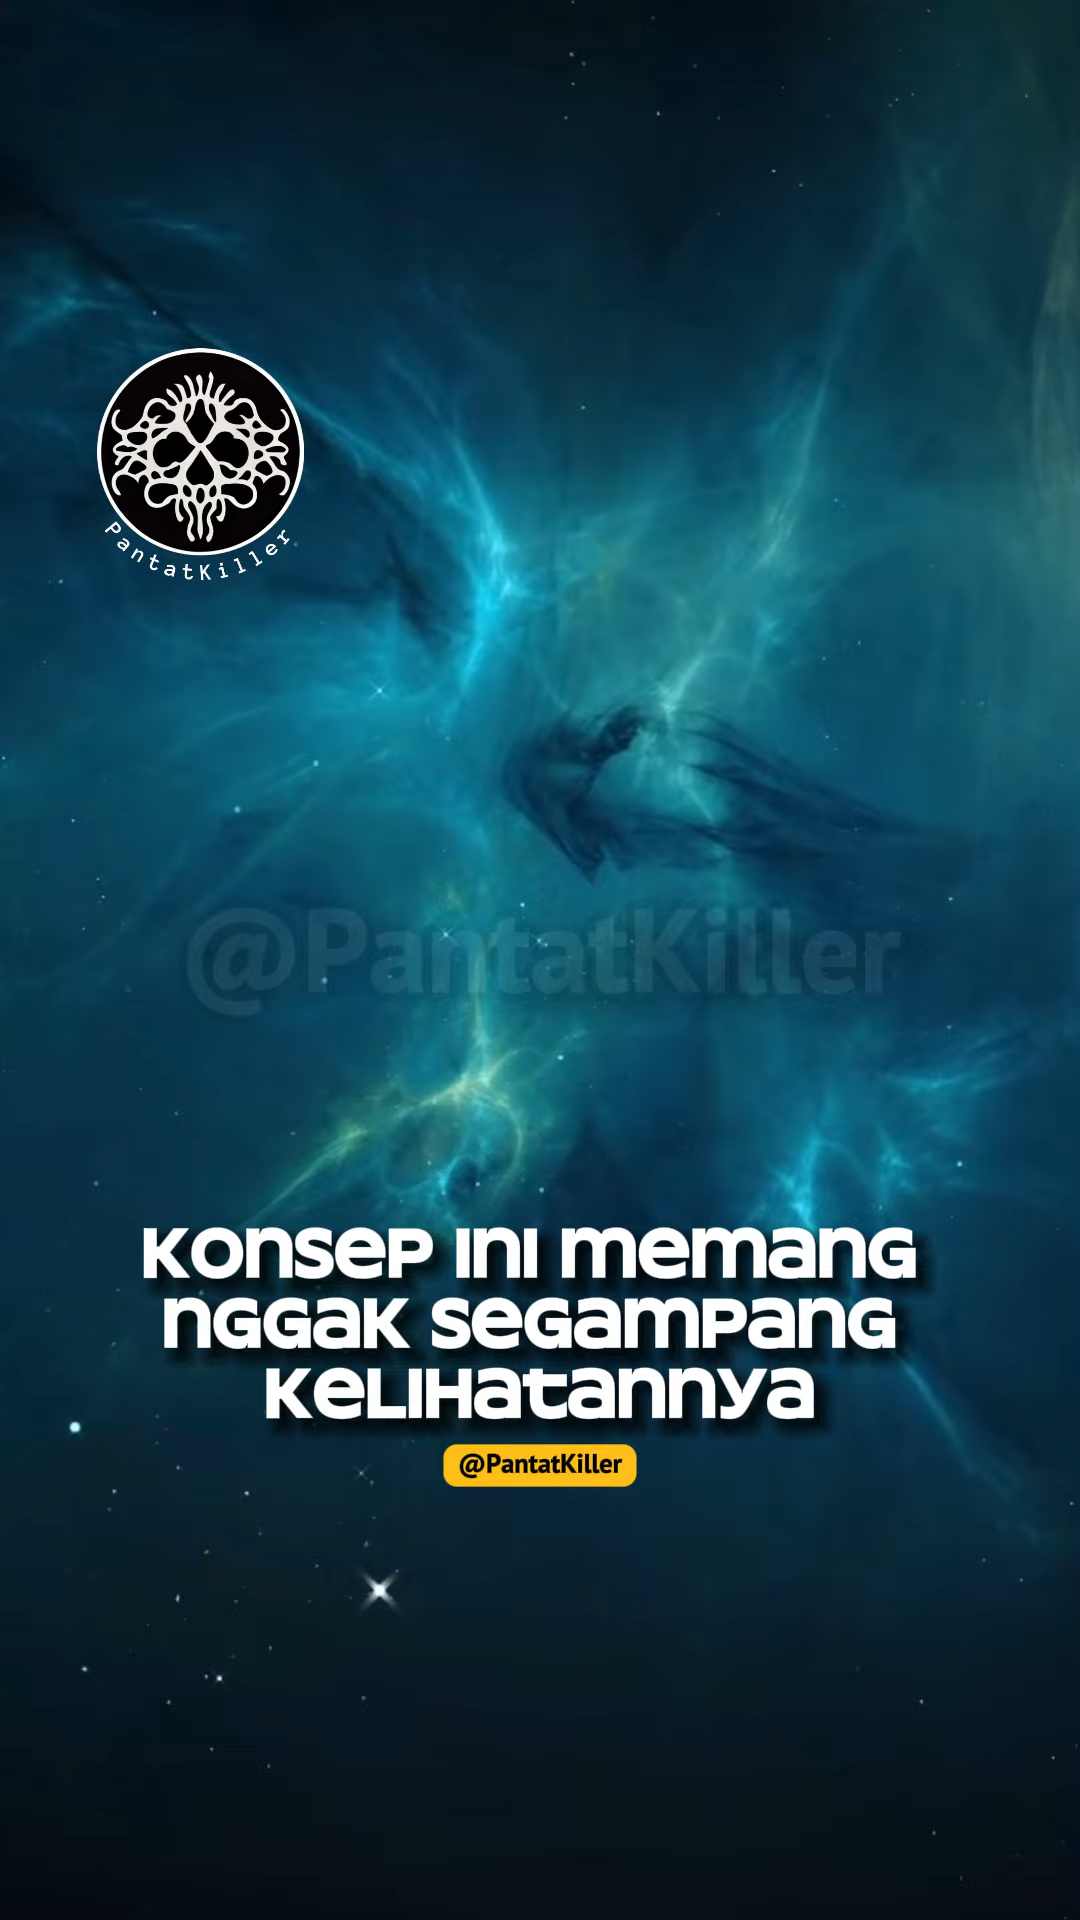 PantatKiller
@PantatKiller
Konsep ini memang
nggak segampang
kelihatannya
@PantatKiller